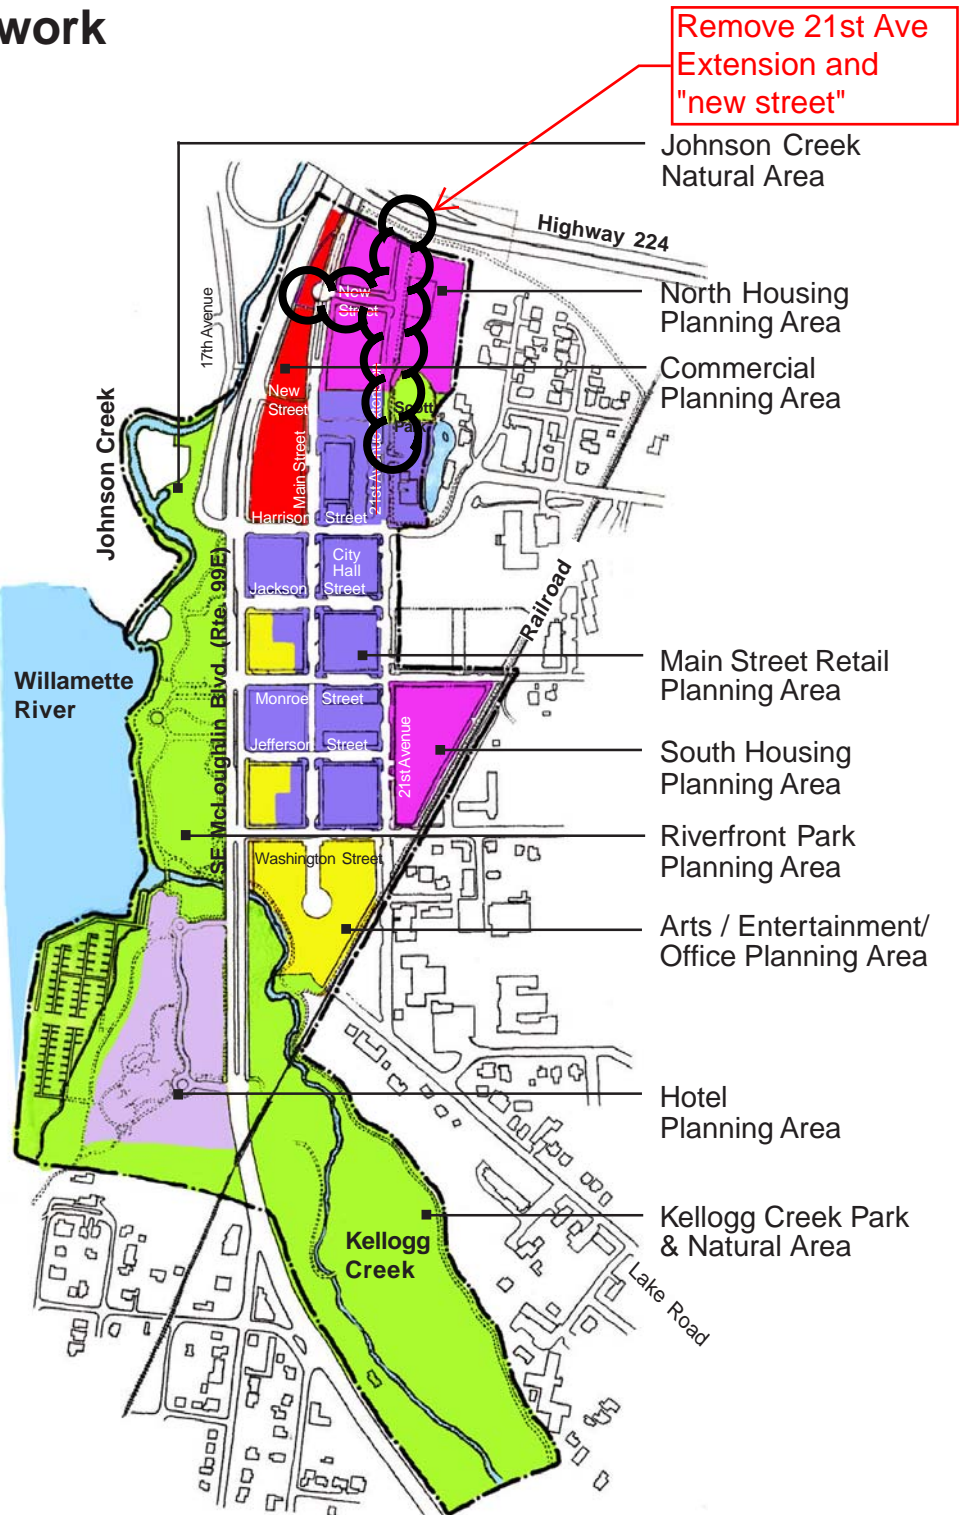 work
Remove 21st Ave
Extension and
"new street"
Johnson Creek
Natural Area
Highway 224
North Housing
Planning Area
17th Avenue
New
Street
Commercial
Planning Area
New
Street
Scott
Park
Johnson Creek
Main Street
21st Avenue
Harrison Street
City
Hall
Jackson Street
Railroad
SE McLoughlin Blvd. (Rte. 99E)
Willamette
River
Main Street Retail
Planning Area
Monroe Street
Jefferson Street
21st Avenue
South Housing
Planning Area
Riverfront Park
Planning Area
Washington Street
Arts / Entertainment/
Office Planning Area
Hotel
Planning Area
Kellogg Creek Park
& Natural Area
Kellogg
Creek
Lake Road